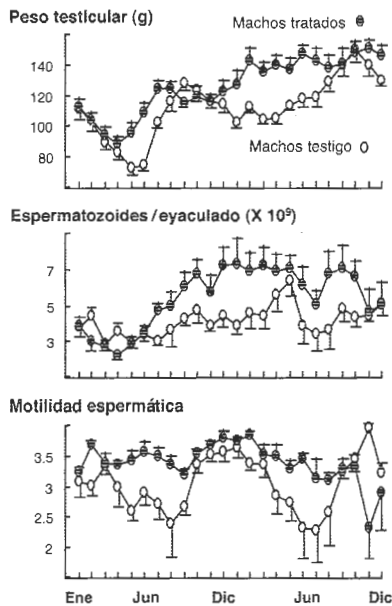 Peso testicular (g)
Machos tratados
140
120
100
80
Machos testigo
Espermatozoides/eyaculado (X 10⁹)
7
5
3
Motilidad espermática
3.5
3
2.5
2
Ene Jun Dic Jun Dic